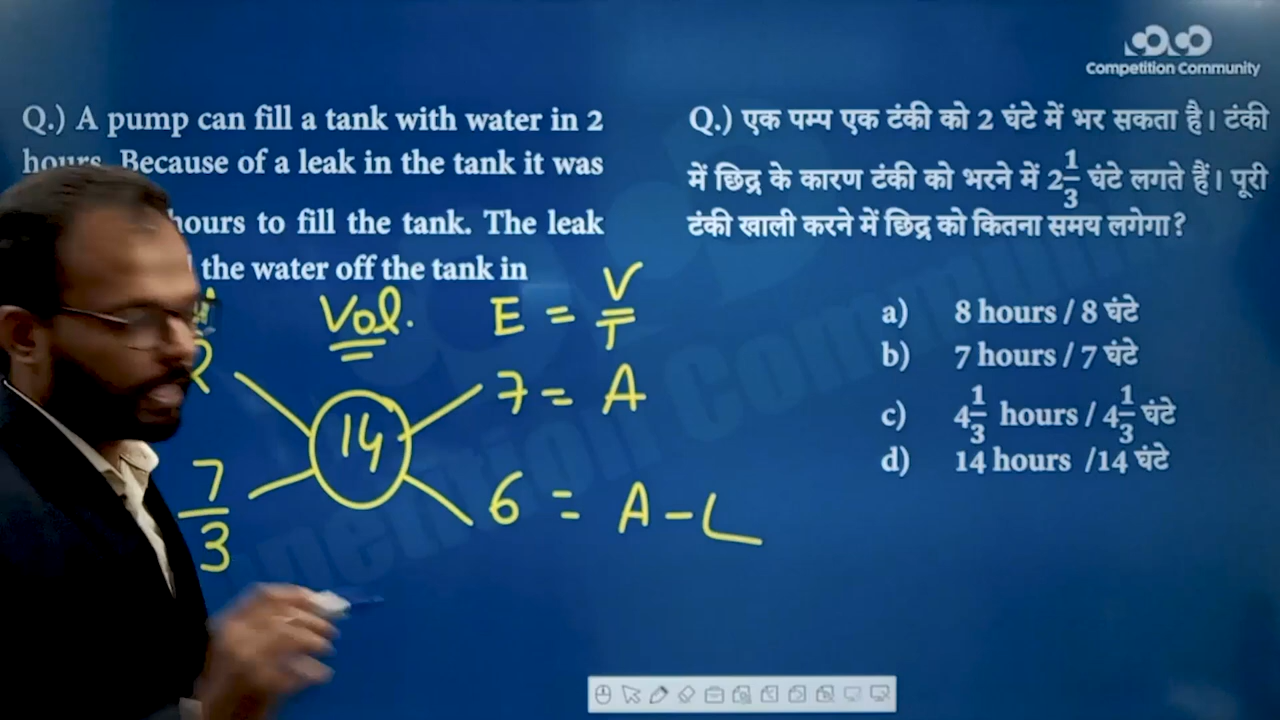 Competition Community
Q.) A pump can fill a tank with water in 2
hours. Because of a leak in the tank it was
hours to fill the tank. The leak
the water off the tank in
Q.) एक पम्प एक टंकी को 2 घंटे में भर सकता है। टंकी
में छिद्र के कारण टंकी को भरने में 2 1/3 घंटे लगते हैं। पूरी
टंकी खाली करने में छिद्र को कितना समय लगेगा?
a) 8 hours / 8 घंटे
b) 7 hours / 7 घंटे
c) 4 1/3 hours / 4 1/3 घंटे
d) 14 hours /14 घंटे
Vol. E = V/T
2
14
7 = A
7/3
6 = A - L